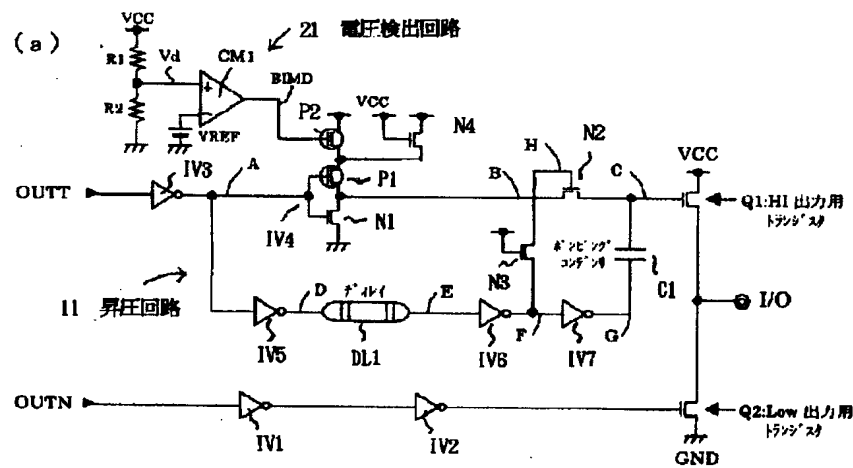 (a)
VCC
21 電圧検出回路
R1
Vd
CM1
BIMD
R2
VREF
P2
VCC
N4
IV3
A
P1
H
N2
OUTT
IV4
N1
B
C
VCC
Q1:HI 出力用
トランジスタ
N3
ポンピング
コンデンサ
C1
11 昇圧回路
D
ディレイ
E
F
G
I/O
IV5
DL1
IV6
IV7
OUTN
IV1
IV2
Q2:Low 出力用
トランジスタ
GND